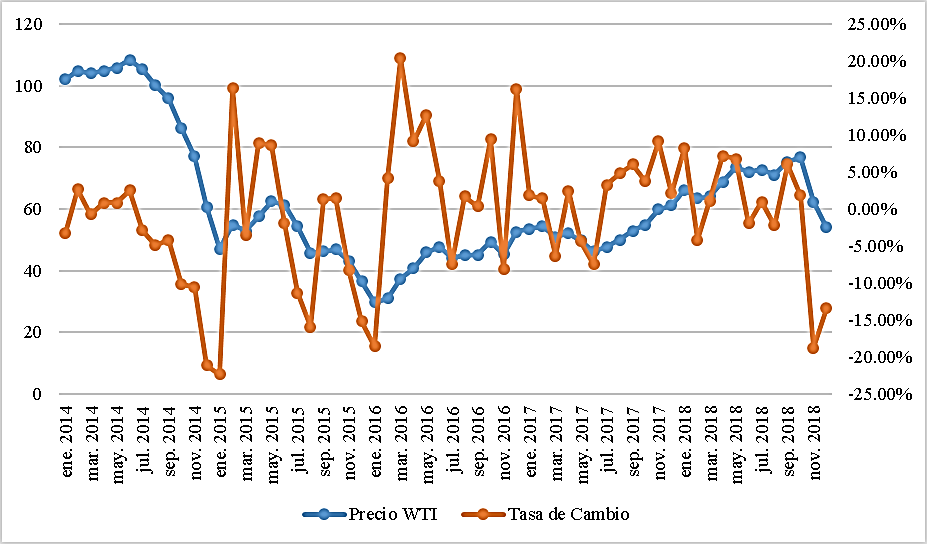 120
100
80
60
40
20
0
25.00%
20.00%
15.00%
10.00%
5.00%
0.00%
-5.00%
-10.00%
-15.00%
-20.00%
-25.00%
ene. 2014
mar. 2014
may. 2014
jul. 2014
sep. 2014
nov. 2014
ene. 2015
mar. 2015
may. 2015
jul. 2015
sep. 2015
nov. 2015
ene. 2016
mar. 2016
may. 2016
jul. 2016
sep. 2016
nov. 2016
ene. 2017
mar. 2017
may. 2017
jul. 2017
sep. 2017
nov. 2017
ene. 2018
mar. 2018
may. 2018
jul. 2018
sep. 2018
nov. 2018
Precio WTI
Tasa de Cambio